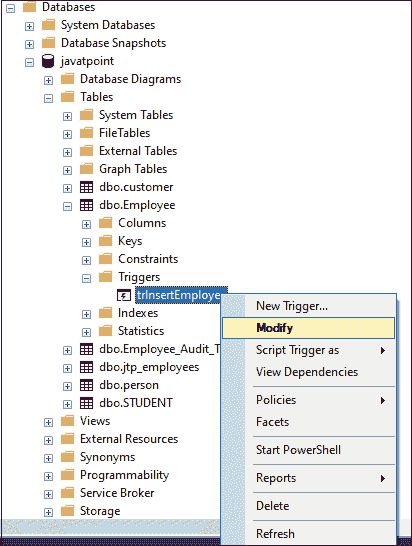 Databases
System Databases
Database Snapshots
javatpoint
Database Diagrams
Tables
System Tables
FileTables
External Tables
Graph Tables
dbo.customer
dbo.Employee
Columns
Keys
Constraints
Triggers
trInsertEmploye
Indexes
Statistics
dbo.Employee_Audit_T
dbo.jtp_employees
dbo.person
dbo.STUDENT
Views
External Resources
Synonyms
Programmability
Service Broker
Storage
New Trigger...
Modify
Script Trigger as
View Dependencies
Policies
Facets
Start PowerShell
Reports
Delete
Refresh